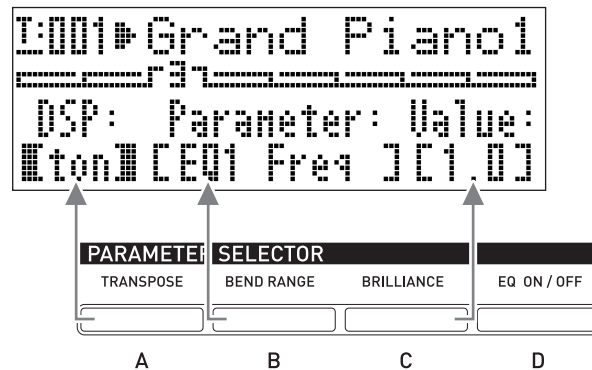 I:001▶Grand Piano1
3
DSP: Parameter: Value:
[ton] [EQ1 Freq ] [1.0]
PARAMETER SELECTOR
TRANSPOSE BEND RANGE BRILLIANCE EQ ON / OFF
A B C D